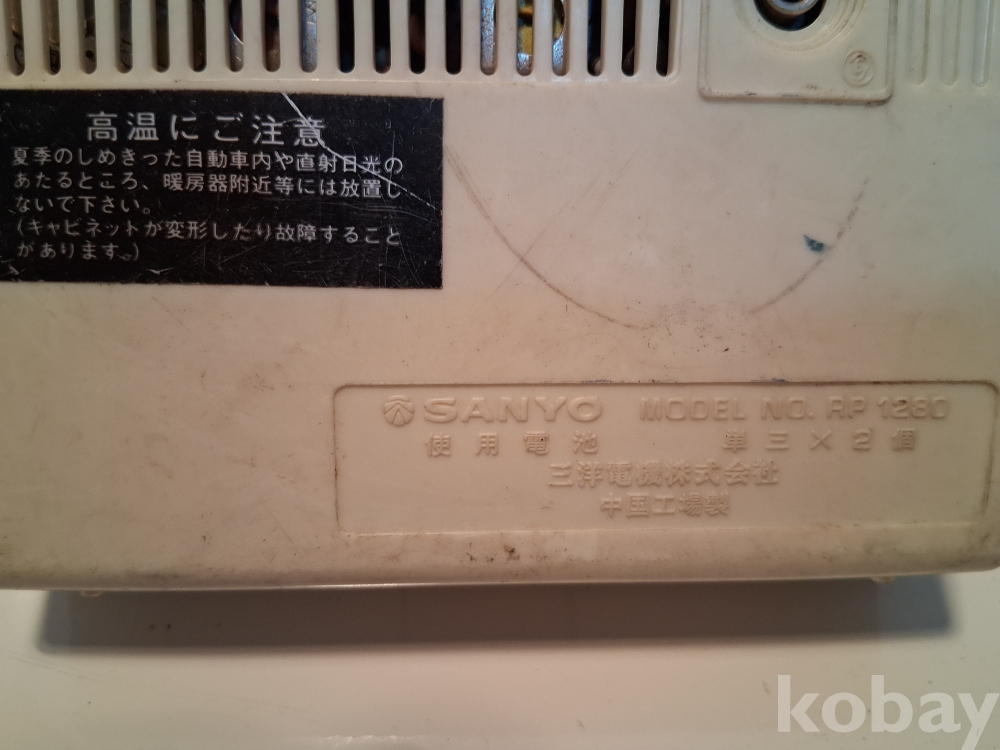 高温にご注意
夏季のしめきった自動車内や直射日光の
あたるところ、暖房器附近等には放置し
ないで下さい。
(キャビネットが変形したり故障すること
があります。)
SANYO MODEL NO. RP 1280
使用電池 単三×2個
三洋電機株式会社
中国工場製
kobay